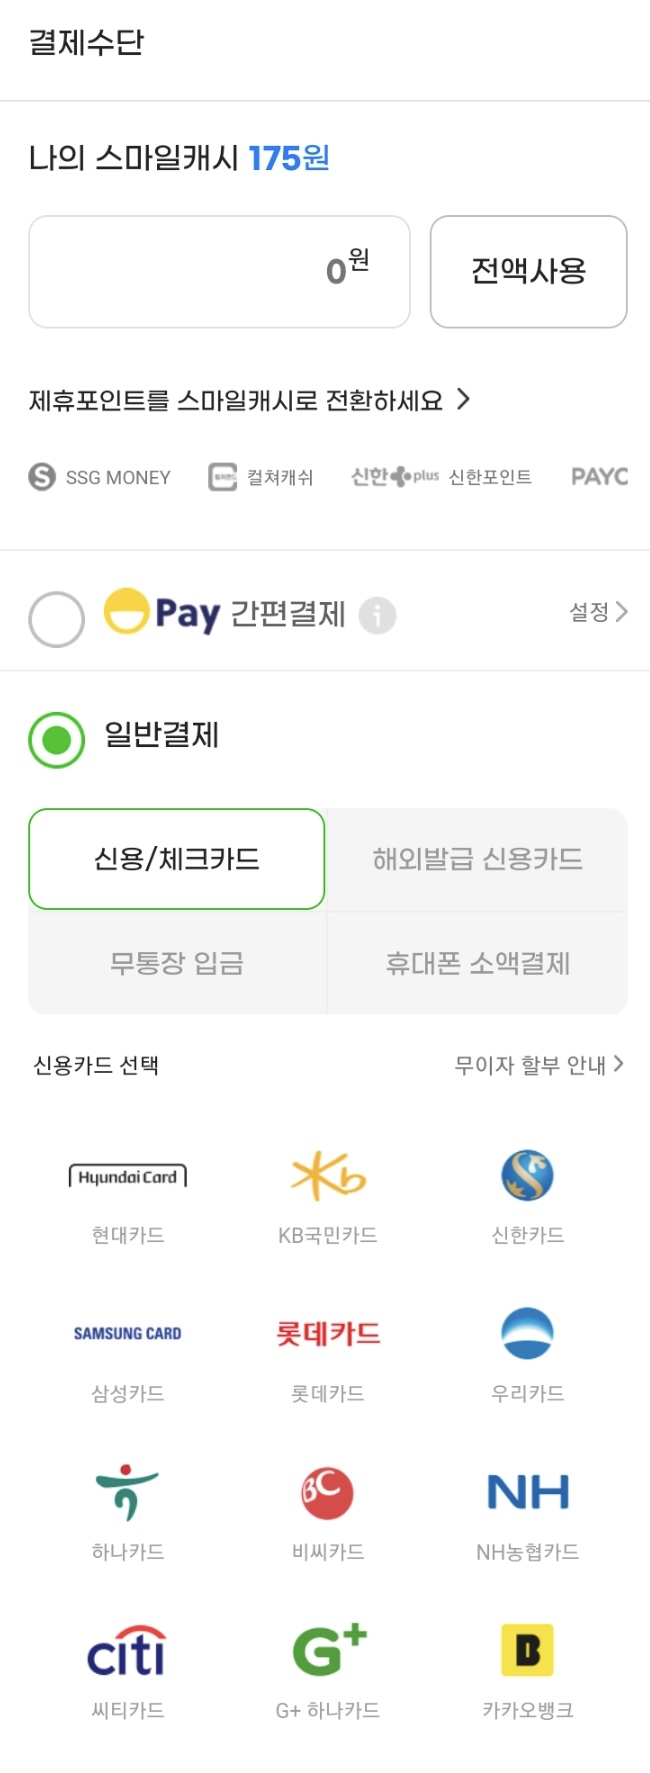 결제수단
나의 스마일캐시 175원
0원 전액사용
제휴포인트를 스마일캐시로 전환하세요 >
S SSG MONEY 컬쳐캐쉬 신한 plus 신한포인트 PAYC
Pay 간편결제 i 설정 >
일반결제
신용/체크카드 해외발급 신용카드
무통장 입금 휴대폰 소액결제
신용카드 선택 무이자 할부 안내 >
Hyundai Card Kb
현대카드 KB국민카드 신한카드
SAMSUNG CARD 롯데카드
삼성카드 롯데카드 우리카드
BC NH
하나카드 비씨카드 NH농협카드
citi G+ B
씨티카드 G+ 하나카드 카카오뱅크